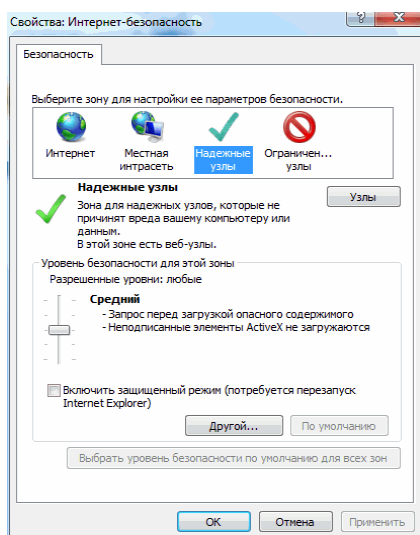 Свойства: Интернет-безопасность
Безопасность
Выберите зону для настройки ее параметров безопасности.
Интернет
Местная
интрасеть
Надежные
узлы
Ограничен...
узлы
Надежные узлы
Узлы
Зона для надежных узлов, которые не
причинят вреда вашему компьютеру или
данным.
В этой зоне есть веб-узлы.
Уровень безопасности для этой зоны
Разрешенные уровни: любые
Средний
- Запрос перед загрузкой опасного содержимого
- Неподписанные элементы ActiveX не загружаются
Включить защищенный режим (потребуется перезапуск
Internet Explorer)
Другой...
По умолчанию
Выбрать уровень безопасности по умолчанию для всех зон
OK
Отмена
Применить